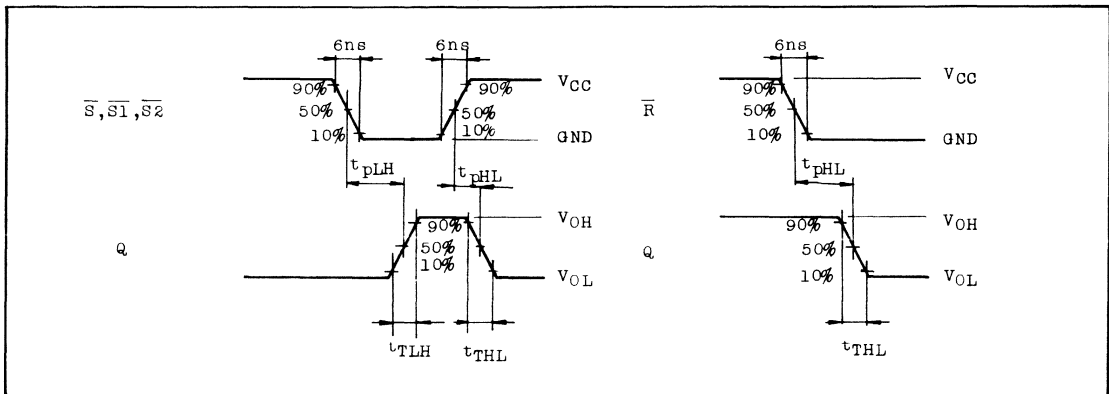 6ns 6ns 6ns
90% 90% VCC 90% VCC
S̅,S̅1̅,S̅2̅ 50% 50% R̅ 50%
10% 10% GND 10% GND
tpLH tpHL tpHL
90% VOH 90% VOH
Q 50% Q 50%
10% VOL 10% VOL
tTLH tTHL tTHL